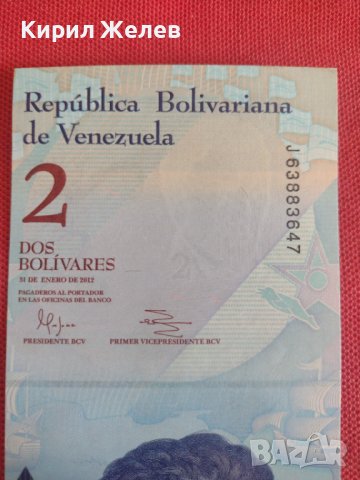 Кирил Желев
República Bolivariana
de Venezuela
J63883647
2
DOS
BOLÍVARES
31 DE ENERO DE 2012
PAGADEROS AL PORTADOR
EN LAS OFICINAS DEL BANCO
PRESIDENTE BCV
PRIMER VICEPRESIDENTE BCV
BAZAR